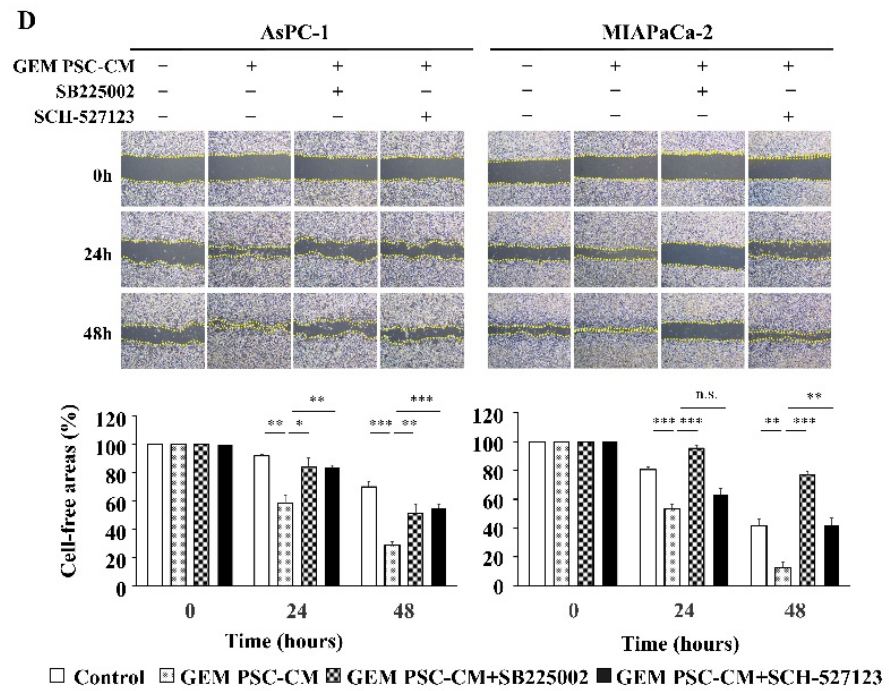 D
AsPC-1 MIAPaCa-2
GEM PSC-CM − + + + − + + +
SB225002 − − + − − − + −
SCH-527123 − − − + − − − +
0h
24h
48h
Cell-free areas (%)
120
100
80
60
40
20
0
** * **
*** ** ***
0 24 48
Time (hours)
120
100
80
60
40
20
0
*** *** n.s.
** *** **
0 24 48
Time (hours)
Control GEM PSC-CM GEM PSC-CM+SB225002 GEM PSC-CM+SCH-527123